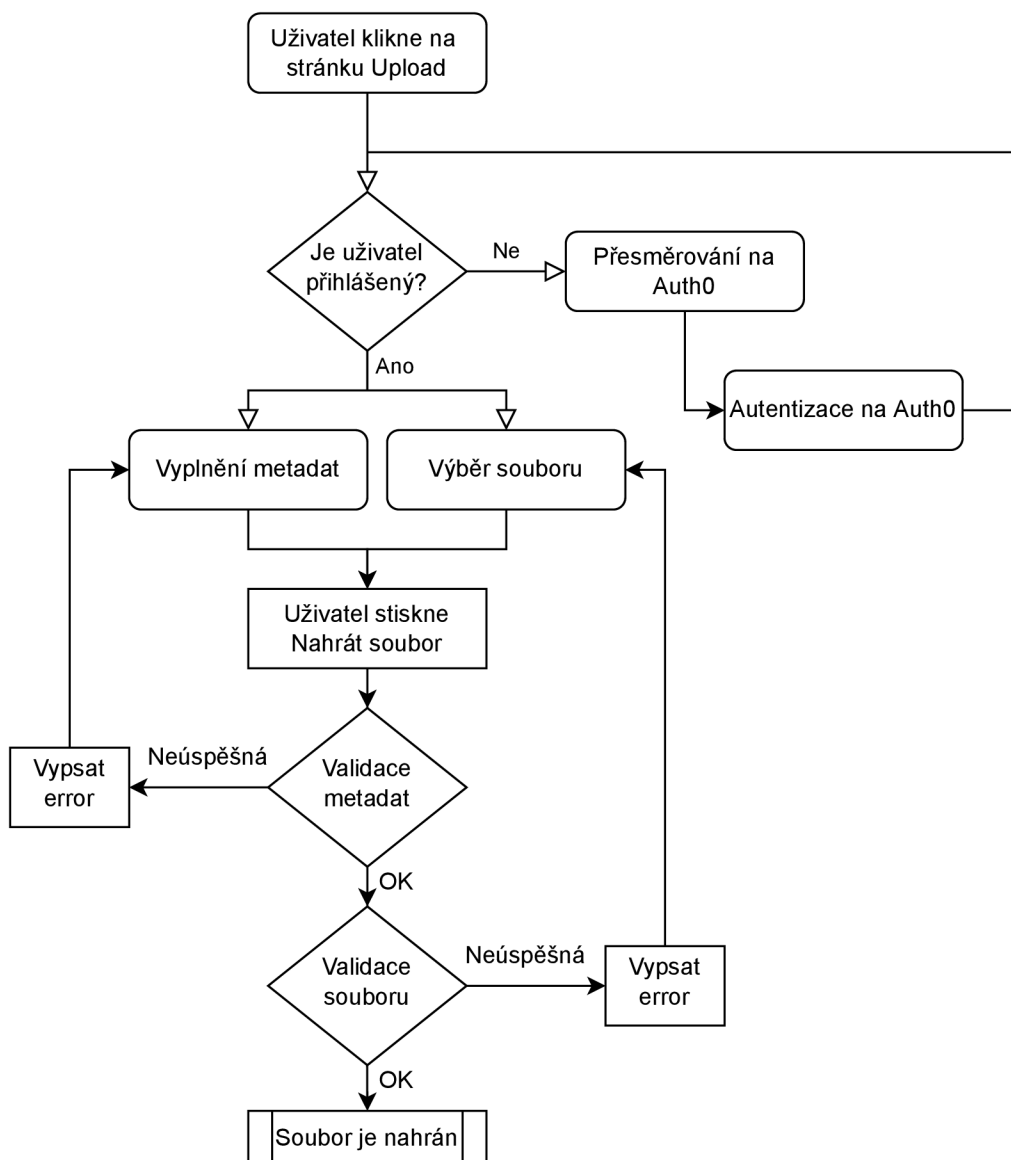 Uživatel klikne na
stránku Upload
Je uživatel
přihlášený?
Ne
Přesměrování na
Auth0
Ano
Autentizace na Auth0
Vyplnění metadat
Výběr souboru
Uživatel stiskne
Nahrát soubor
Neúspěšná
Vypsat
error
Validace
metadat
OK
Validace
souboru
Neúspěšná
Vypsat
error
OK
Soubor je nahrán